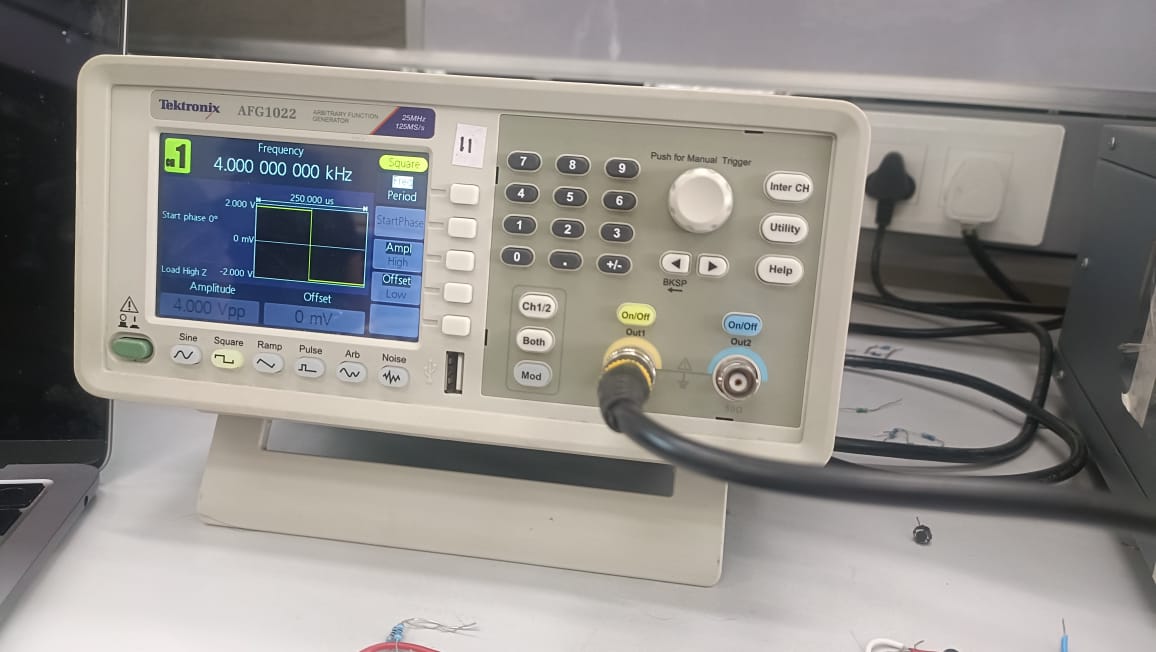 Tektronix AFG1022 ARBITRARY FUNCTION GENERATOR 25MHz 125MS/s
1
Frequency
4.000 000 000 kHz
Square
Freq
Period
250.000 us
2.000 V
Start phase 0°
StartPhase
0 mV
Ampl
High
Load High Z
-2.000 V
Offset
Low
Amplitude
4.000 Vpp
Offset
0 mV
Sine
Square
Ramp
Pulse
Arb
Noise
7 8 9
4 5 6
1 2 3
0 . +/-
Push for Manual Trigger
Inter CH
Utility
Help
BKSP
Ch1/2
Both
Mod
On/Off
Out1
On/Off
Out2